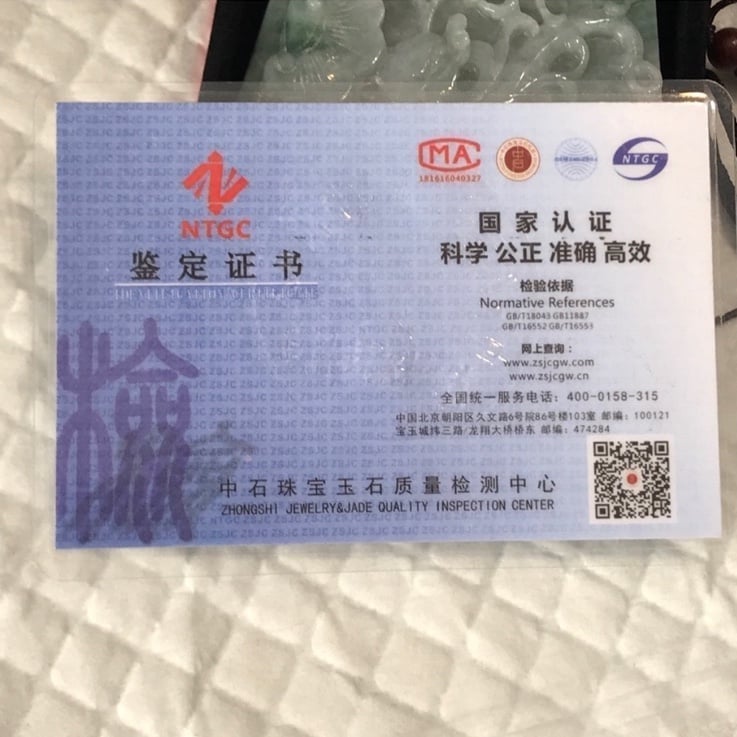 NTGC
鉴定证书
IDENTIFICATION CERTIFICATE
MA
181616040327
NTGC
国家认证
科学 公正 准确 高效
检验依据
Normative References
GB/T18043 GB11887
GB/T16552 GB/T16553
网上查询：
www.zsjcgw.com
www.zsjcgw.cn
全国统一服务电话：400-0158-315
中国北京朝阳区久文路6号院86号楼103室 邮编：100121
宝玉城纬三路/龙翔大桥桥东 邮编：474284
检
中石珠宝玉石质量检测中心
ZHONGSHI JEWELRY&JADE QUALITY INSPECTION CENTER